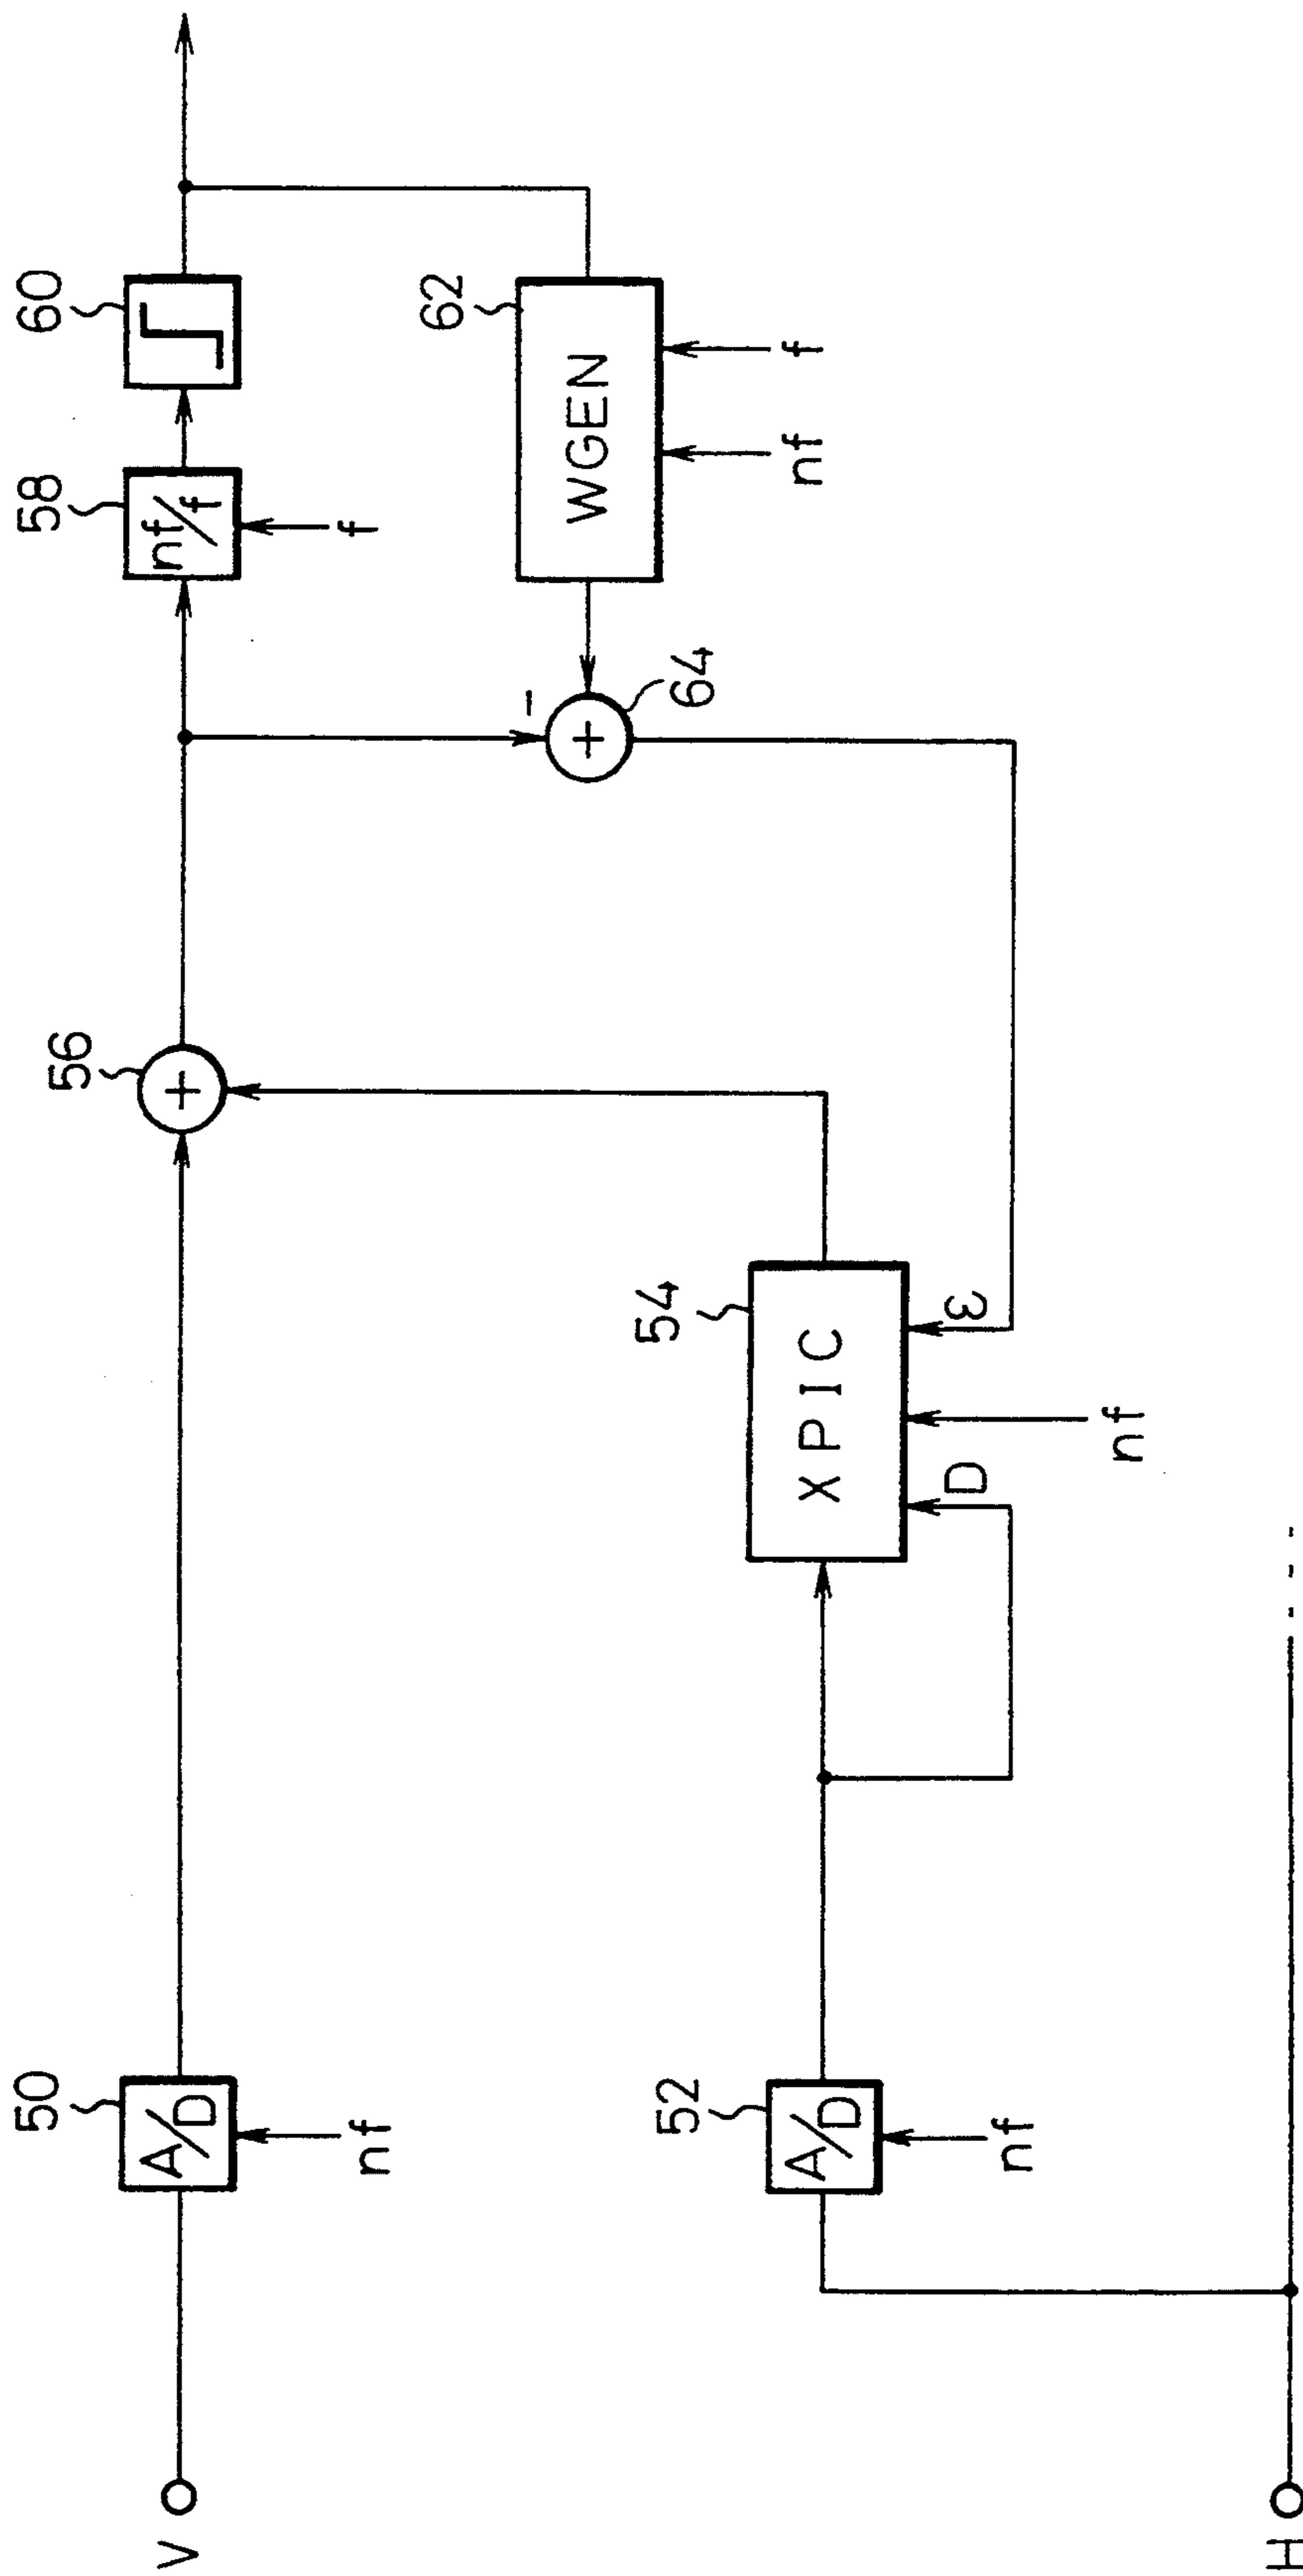 V
50
A/D
nf
56
+
58
nf/f
f
60
52
A/D
nf
54
XPIC
D
nf
ε
64
+
-
62
WGEN
nf
f
H